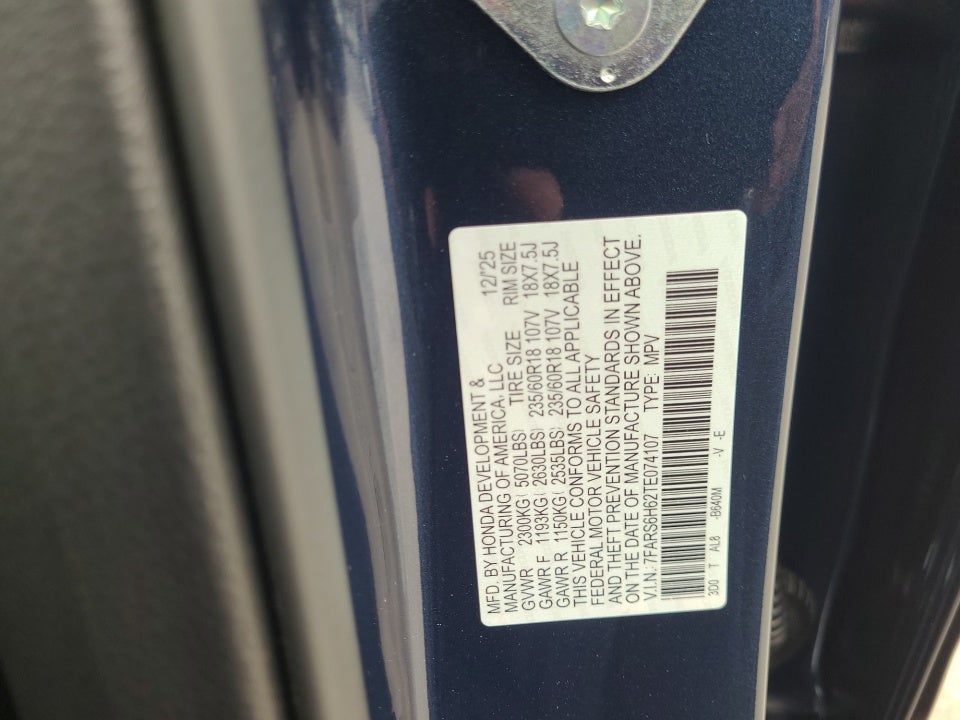 MFD. BY HONDA DEVELOPMENT &
MANUFACTURING OF AMERICA, LLC 12/'25
GVWR 2300KG( 5070LBS) TIRE SIZE RIM SIZE
GAWR F 1193KG( 2630LBS) 235/60R18 107V 18X7.5J
GAWR R 1150KG( 2535LBS) 235/60R18 107V 18X7.5J
THIS VEHICLE CONFORMS TO ALL APPLICABLE
FEDERAL MOTOR VEHICLE SAFETY
AND THEFT PREVENTION STANDARDS IN EFFECT
ON THE DATE OF MANUFACTURE SHOWN ABOVE.
V.I.N.: 7FARS6H62TE074107 TYPE: MPV
3D0 T AL8 -B640M -V -E